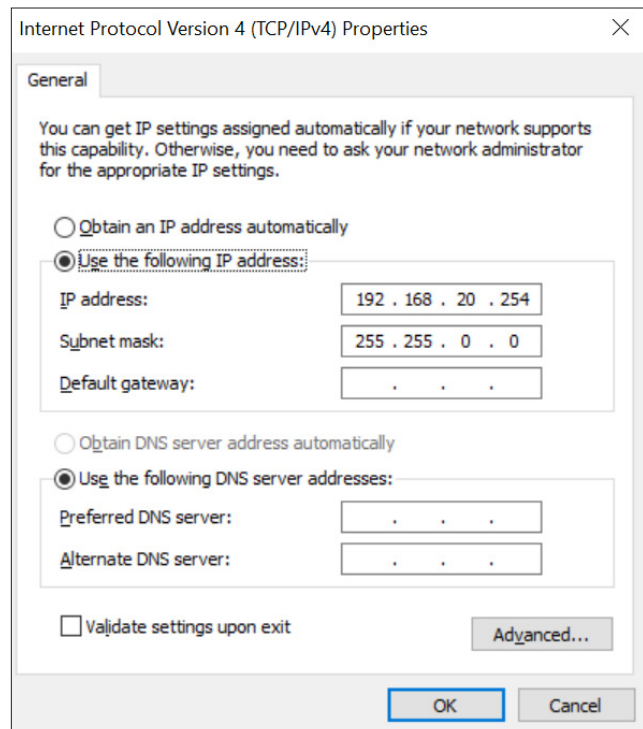 Internet Protocol Version 4 (TCP/IPv4) Properties
General
You can get IP settings assigned automatically if your network supports
this capability. Otherwise, you need to ask your network administrator
for the appropriate IP settings.
Obtain an IP address automatically
Use the following IP address:
IP address: 192 . 168 . 20 . 254
Subnet mask: 255 . 255 . 0 . 0
Default gateway: . . .
Obtain DNS server address automatically
Use the following DNS server addresses:
Preferred DNS server: . . .
Alternate DNS server: . . .
Validate settings upon exit
Advanced...
OK Cancel